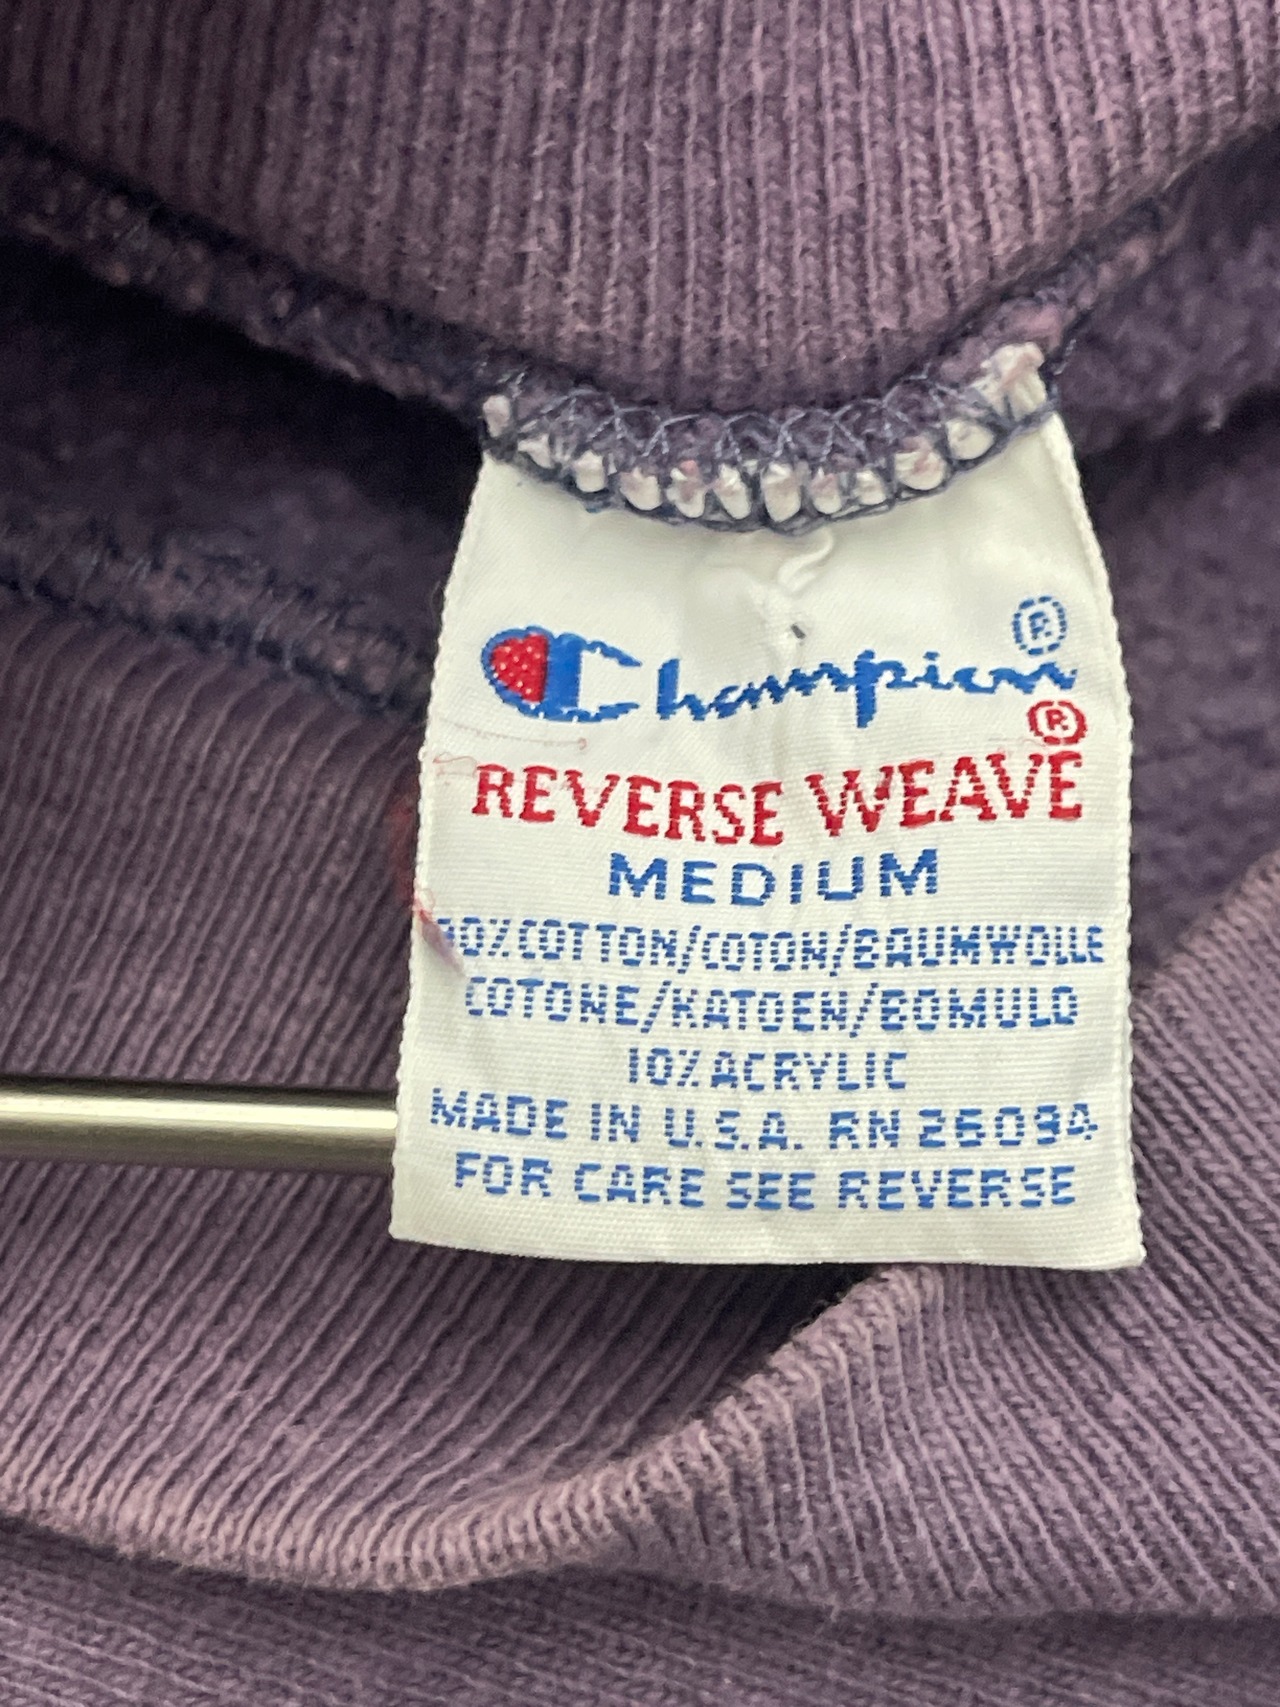 Champion®
REVERSE WEAVE®
MEDIUM
COTTON/COTON/BAUMWOLLE
COTONE/KATOEN/BOMULD
10% ACRYLIC
MADE IN U.S.A. RN 26094
FOR CARE SEE REVERSE